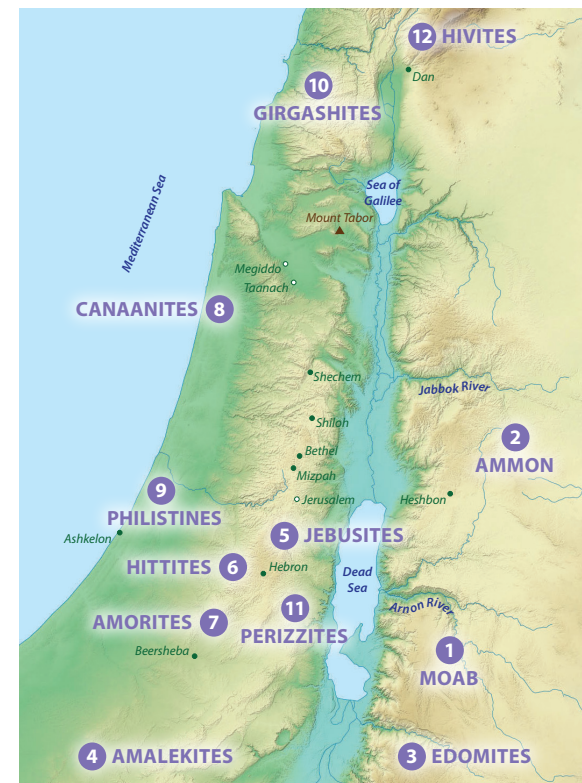 12 HIVITES
Dan
10
GIRGASHITES
Sea of
Galilee
Mount Tabor
Mediterranean Sea
Megiddo
Taanach
CANAANITES 8
Shechem
Jabbok River
Shiloh
2
AMMON
Bethel
Mizpah
9
PHILISTINES
Jerusalem
Heshbon
Ashkelon
5 JEBUSITES
HITTITES 6
Hebron
Dead
Sea
Arnon River
11
PERIZZITES
AMORITES 7
Beersheba
1
MOAB
4 AMALEKITES
3 EDOMITES